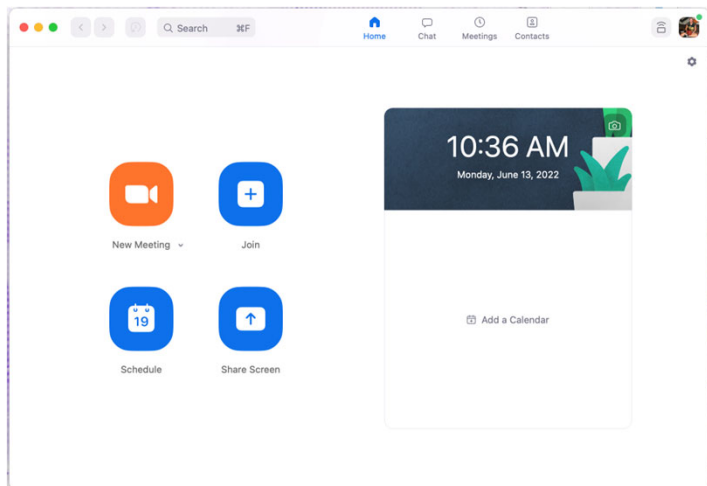 Search ⌘F
Home
Chat
Meetings
Contacts
10:36 AM
Monday, June 13, 2022
New Meeting
Join
19
Schedule
Share Screen
Add a Calendar